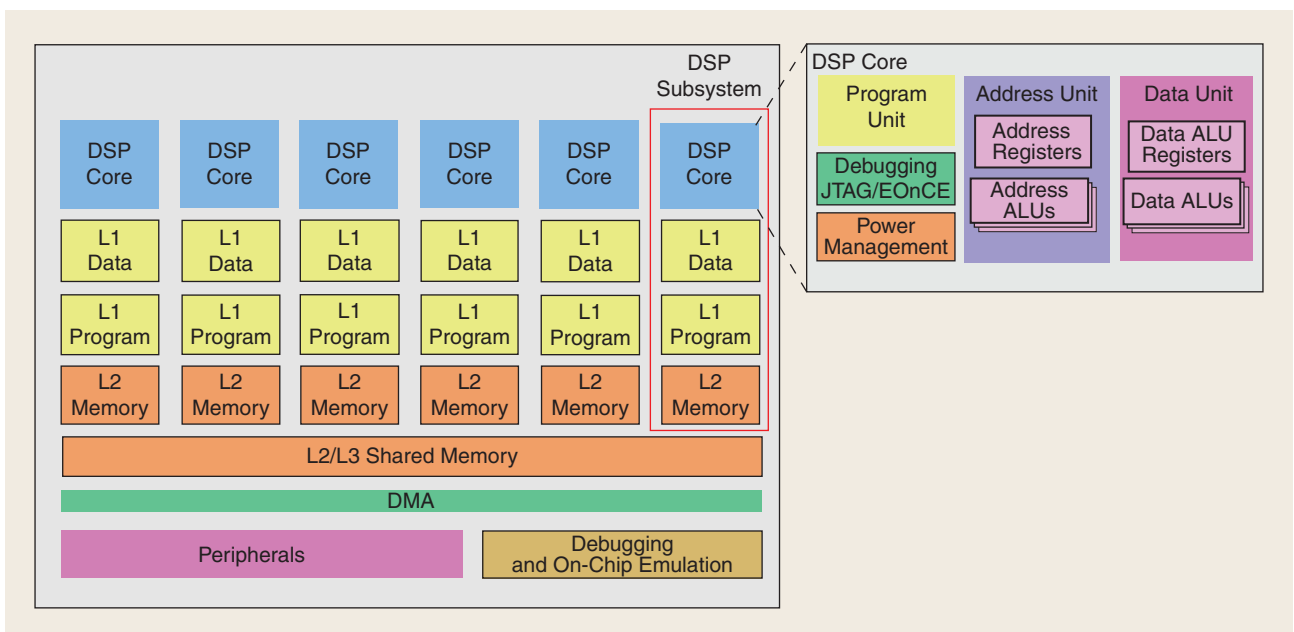 DSP
Subsystem
DSP
Core
DSP
Core
DSP
Core
DSP
Core
DSP
Core
DSP
Core
L1
Data
L1
Data
L1
Data
L1
Data
L1
Data
L1
Data
L1
Program
L1
Program
L1
Program
L1
Program
L1
Program
L1
Program
L2
Memory
L2
Memory
L2
Memory
L2
Memory
L2
Memory
L2
Memory
L2/L3 Shared Memory
DMA
Peripherals
Debugging
and On-Chip Emulation
DSP Core
Program
Unit
Debugging
JTAG/EOnCE
Power
Management
Address Unit
Address
Registers
Address
ALUs
Data Unit
Data ALU
Registers
Data ALUs